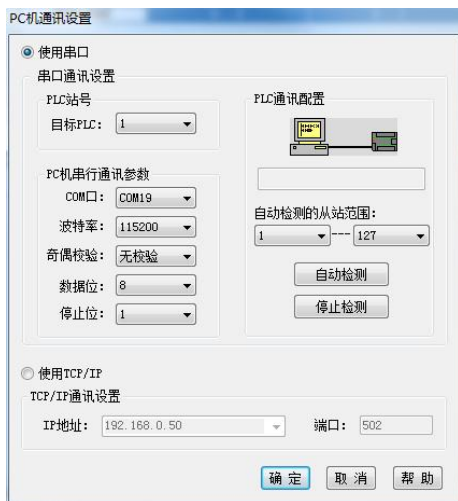 PC机通讯设置
使用串口
串口通讯设置
PLC站号
目标PLC: 1
PC机串行通讯参数
COM口: COM19
波特率: 115200
奇偶校验: 无校验
数据位: 8
停止位: 1
PLC通讯配置
自动检测的从站范围:
1 --- 127
自动检测
停止检测
使用TCP/IP
TCP/IP通讯设置
IP地址: 192.168.0.50 端口: 502
确定 取消 帮助